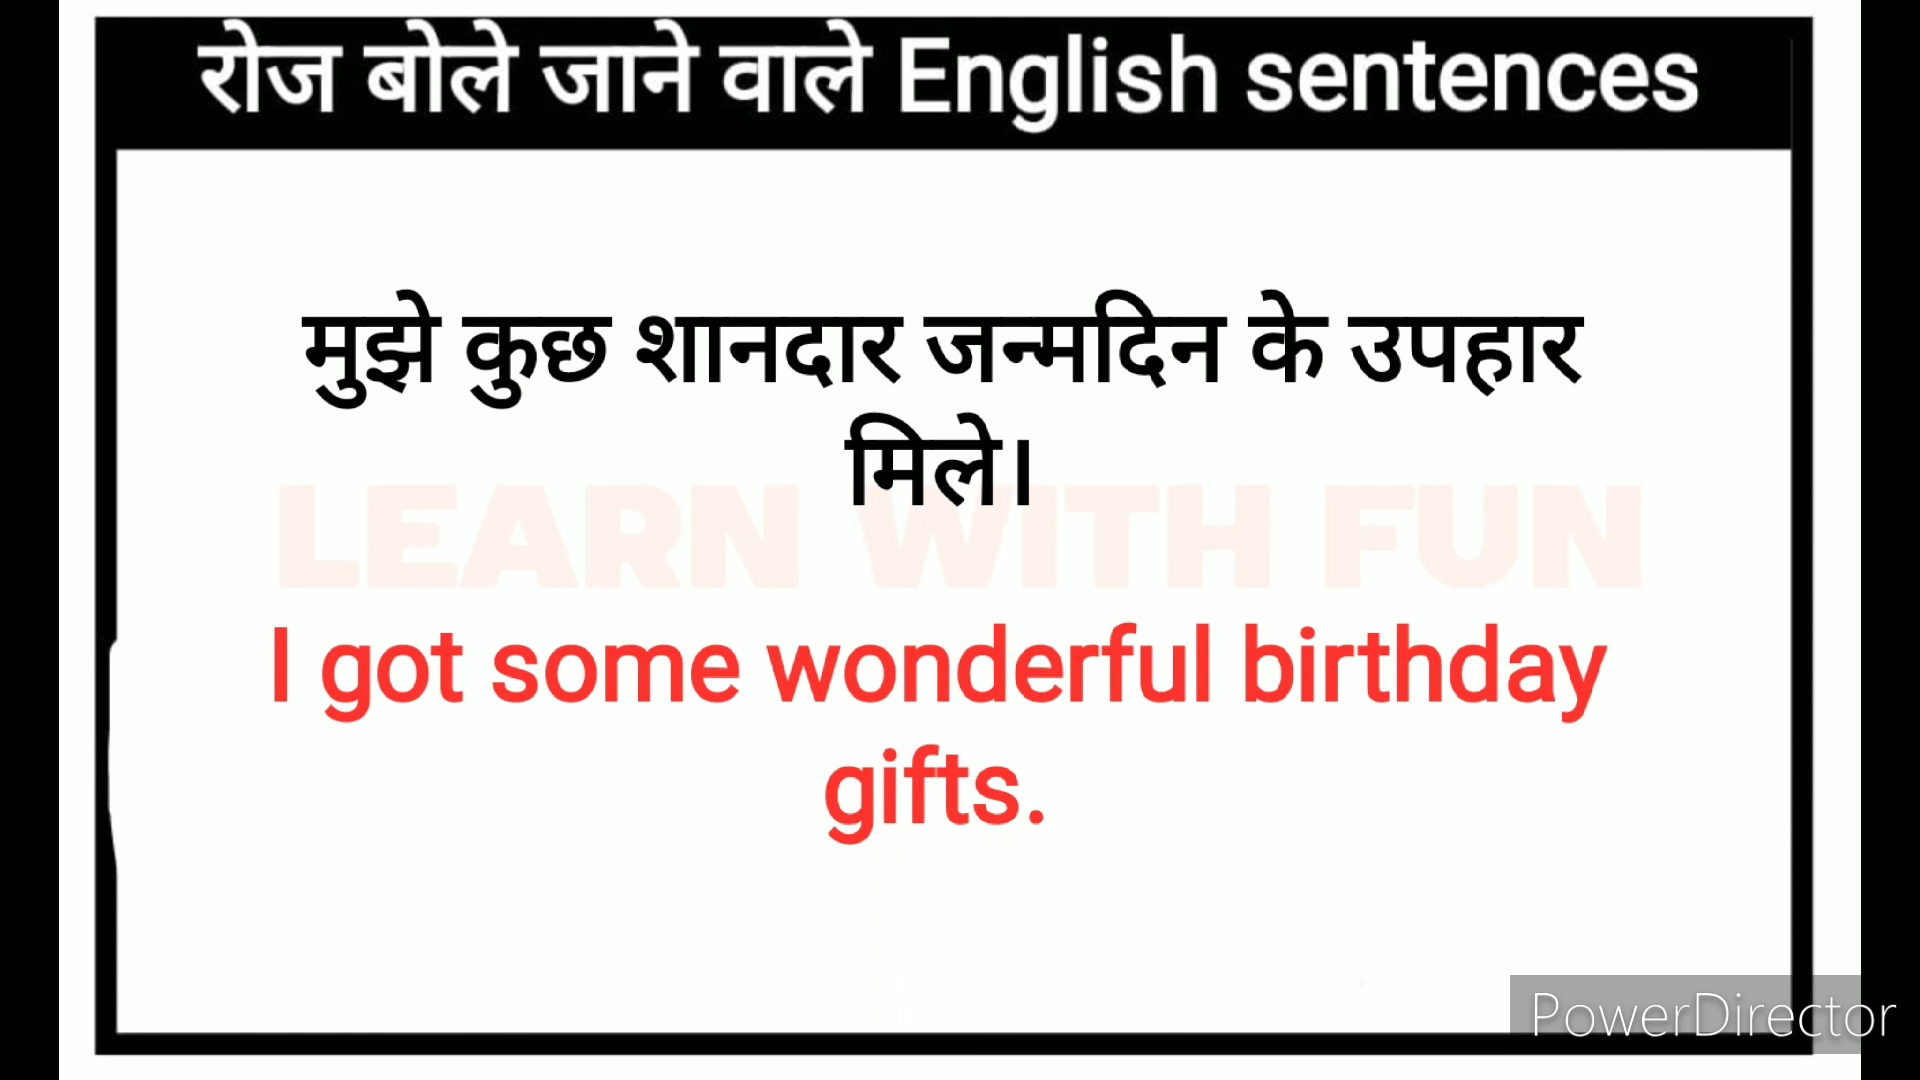 रोज बोले जाने वाले English sentences
मुझे कुछ शानदार जन्मदिन के उपहार
मिले।
LEARN WITH FUN
I got some wonderful birthday
gifts.
PowerDirector